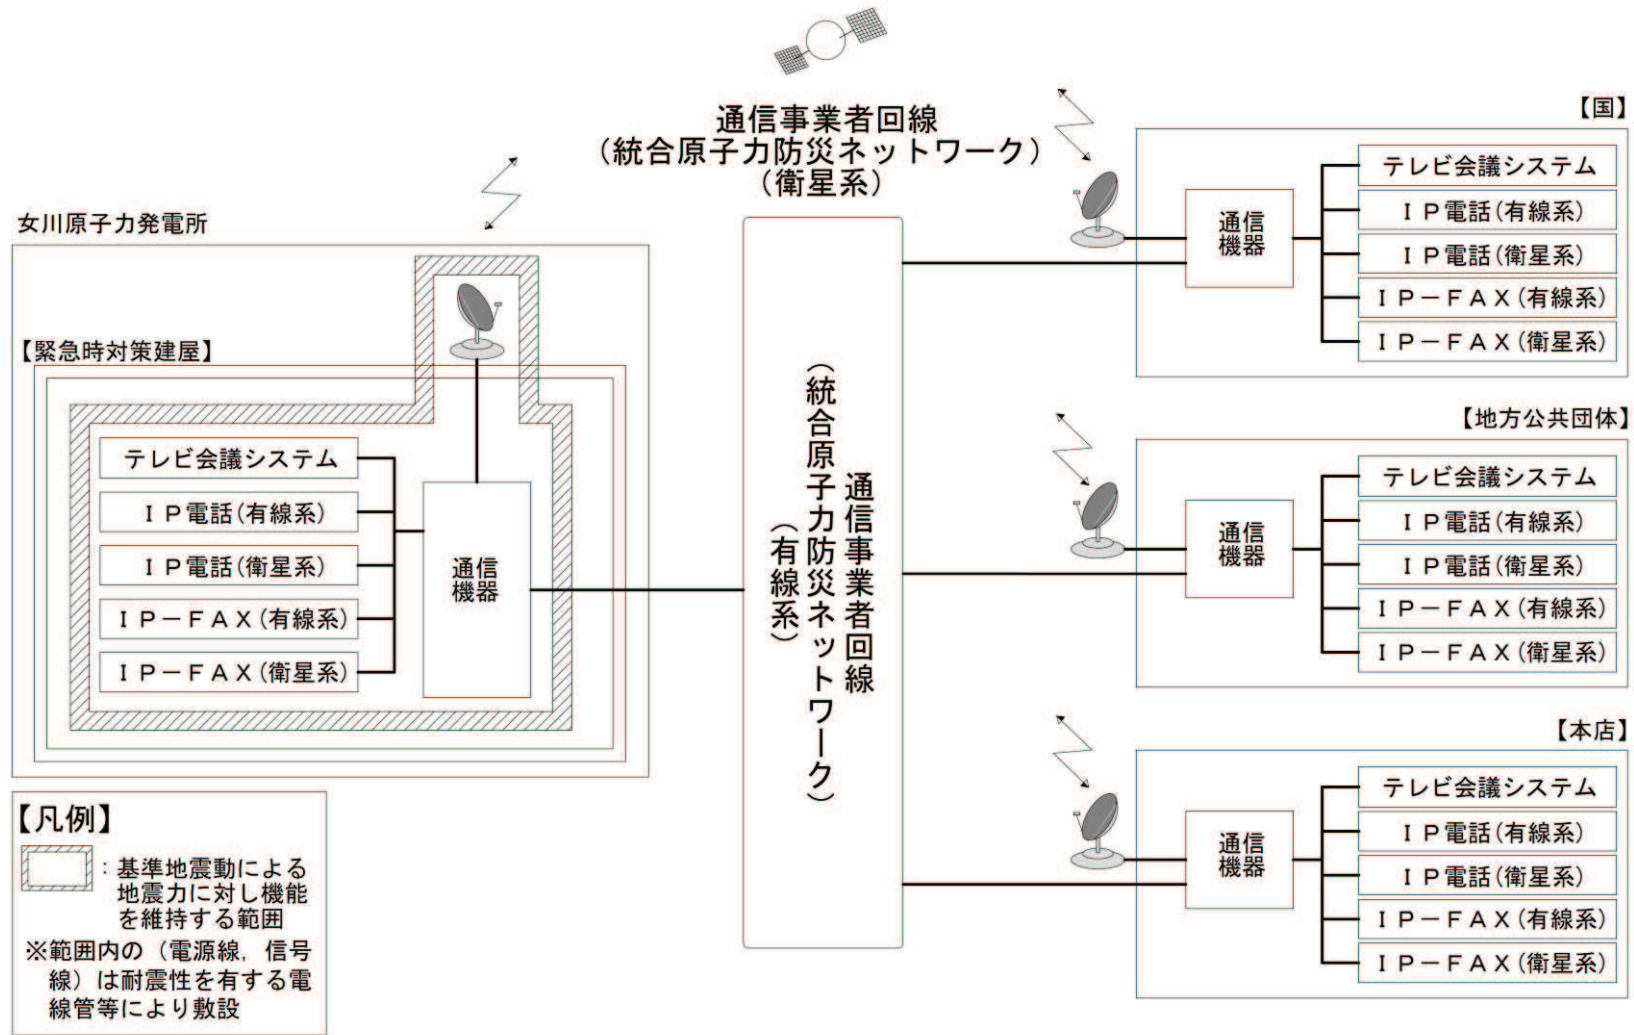 通信事業者回線
（統合原子力防災ネットワーク）
（衛星系）
女川原子力発電所
【緊急時対策建屋】
テレビ会議システム
ＩＰ電話（有線系）
ＩＰ電話（衛星系）
ＩＰ－ＦＡＸ（有線系）
ＩＰ－ＦＡＸ（衛星系）
通信
機器
通信事業者回線
（統合原子力防災ネットワーク）
（有線系）
【国】
通信
機器
テレビ会議システム
ＩＰ電話（有線系）
ＩＰ電話（衛星系）
ＩＰ－ＦＡＸ（有線系）
ＩＰ－ＦＡＸ（衛星系）
【地方公共団体】
通信
機器
テレビ会議システム
ＩＰ電話（有線系）
ＩＰ電話（衛星系）
ＩＰ－ＦＡＸ（有線系）
ＩＰ－ＦＡＸ（衛星系）
【本店】
通信
機器
テレビ会議システム
ＩＰ電話（有線系）
ＩＰ電話（衛星系）
ＩＰ－ＦＡＸ（有線系）
ＩＰ－ＦＡＸ（衛星系）
【凡例】
：基準地震動による
地震力に対し機能
を維持する範囲
※範囲内の（電源線，信号
線）は耐震性を有する電
線管等により敷設